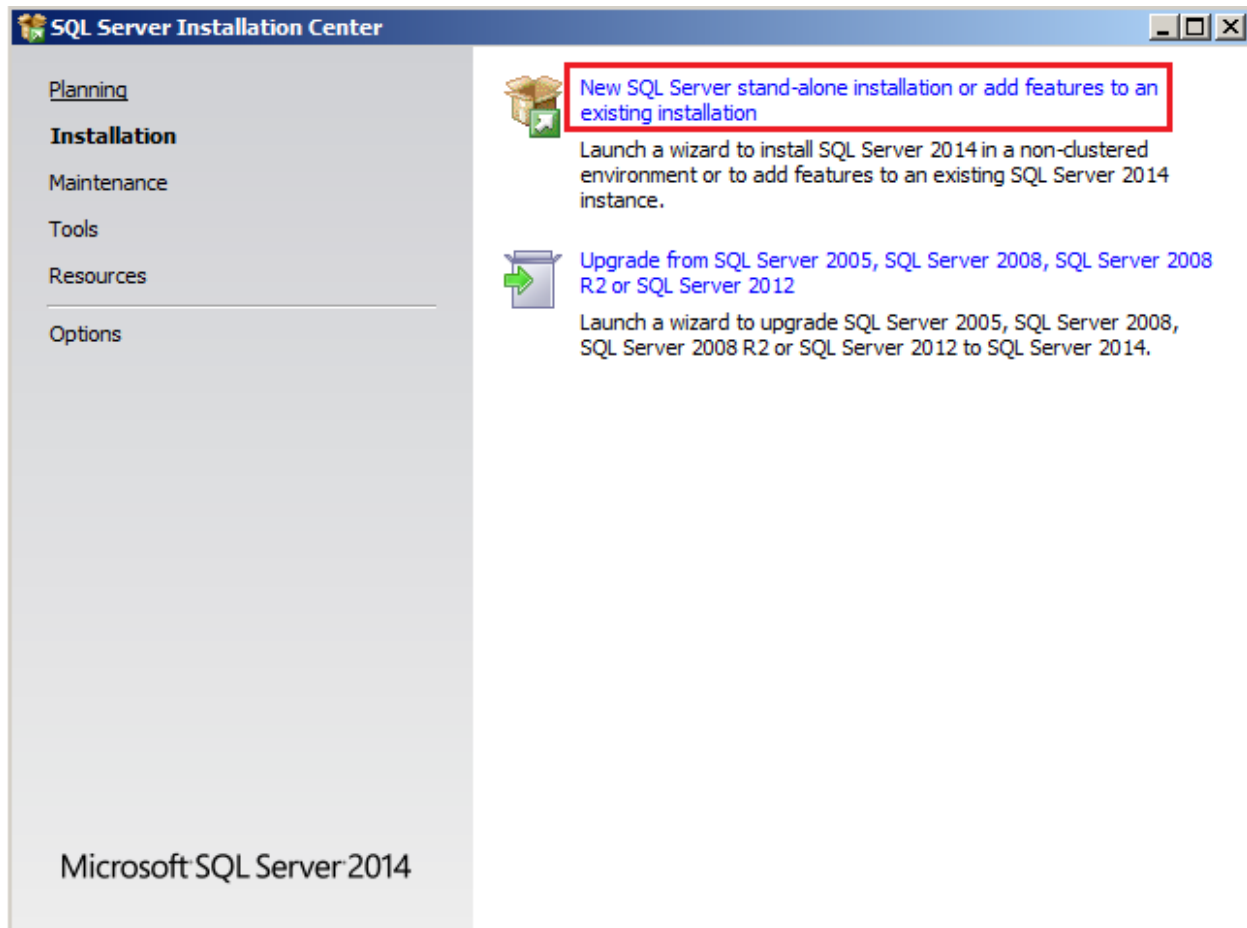 SQL Server Installation Center
Planning
Installation
Maintenance
Tools
Resources
Options
New SQL Server stand-alone installation or add features to an
existing installation
Launch a wizard to install SQL Server 2014 in a non-clustered
environment or to add features to an existing SQL Server 2014
instance.
Upgrade from SQL Server 2005, SQL Server 2008, SQL Server 2008
R2 or SQL Server 2012
Launch a wizard to upgrade SQL Server 2005, SQL Server 2008,
SQL Server 2008 R2 or SQL Server 2012 to SQL Server 2014.
Microsoft SQL Server 2014